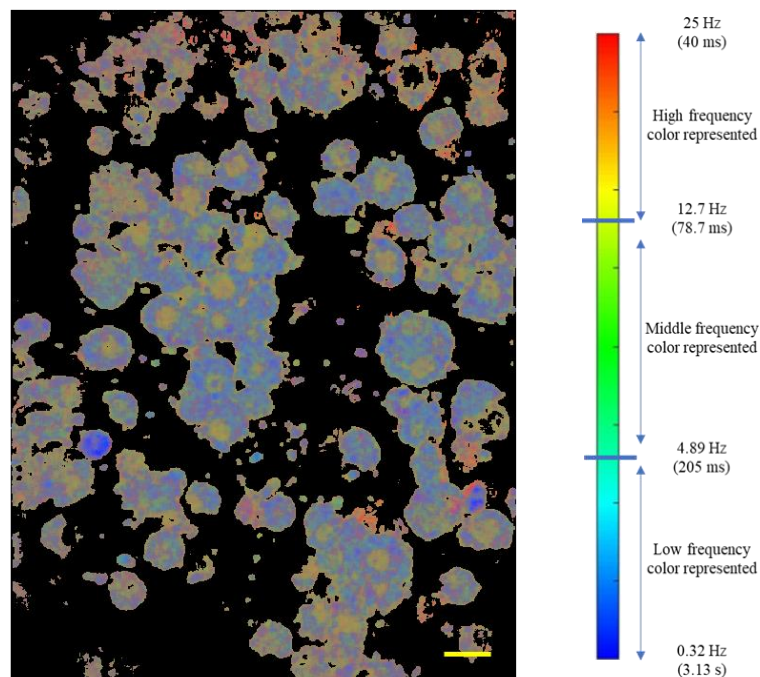 25 Hz
(40 ms)
High frequency
color represented
12.7 Hz
(78.7 ms)
Middle frequency
color represented
4.89 Hz
(205 ms)
Low frequency
color represented
0.32 Hz
(3.13 s)